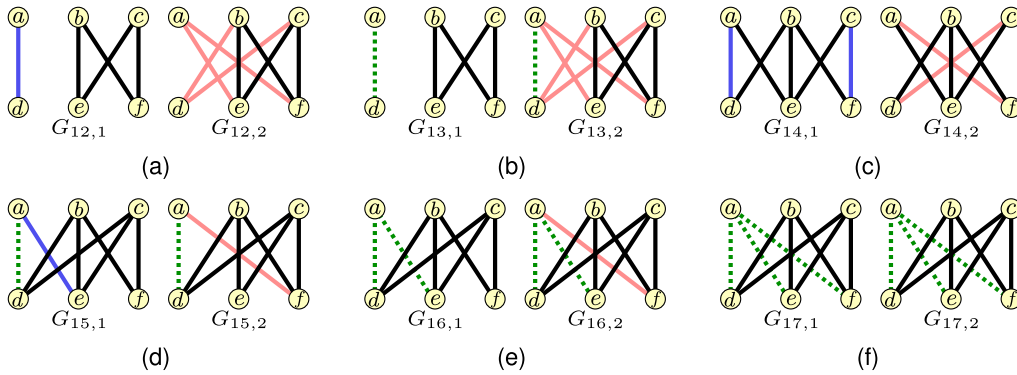 a b c a b c a b c a b c a b c a b c
d e f d e f d e f d e f d e f d e f
G12,1 G12,2 G13,1 G13,2 G14,1 G14,2
(a) (b) (c)
a b c a b c a b c a b c a b c a b c
d e f d e f d e f d e f d e f d e f
G15,1 G15,2 G16,1 G16,2 G17,1 G17,2
(d) (e) (f)